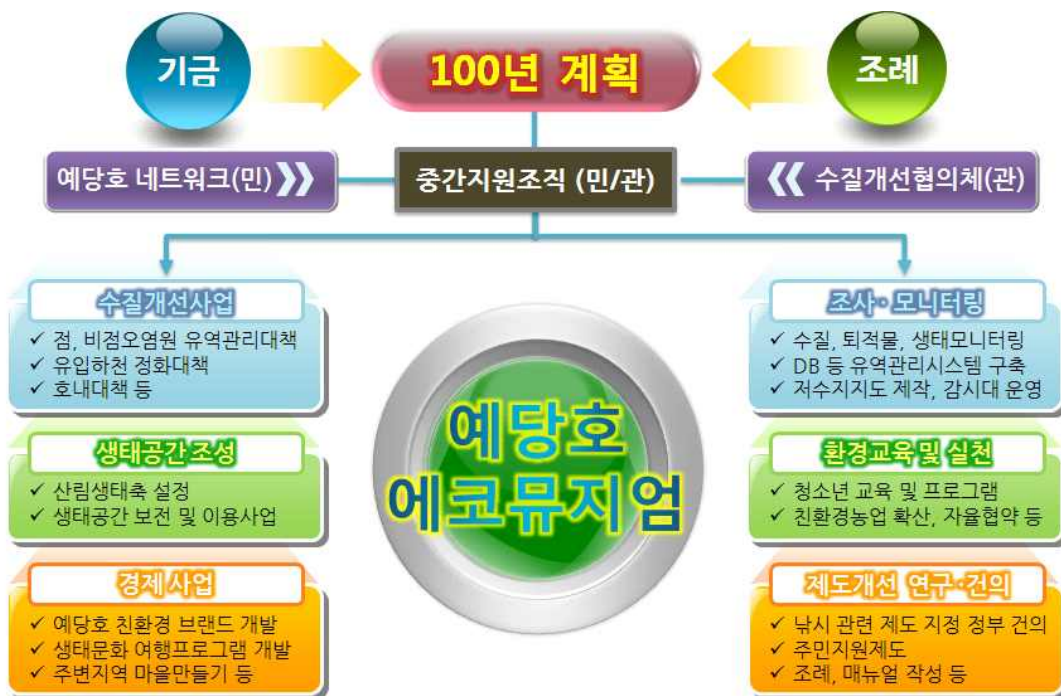 기금
100년 계획
조례
예당호 네트워크(민)
중간지원조직 (민/관)
수질개선협의체(관)
수질개선사업
✓ 점, 비점오염원 유역관리대책
✓ 유입하천 정화대책
✓ 호내대책 등
생태공간 조성
✓ 산림생태축 설정
✓ 생태공간 보전 및 이용사업
경제 사업
✓ 예당호 친환경 브랜드 개발
✓ 생태문화 여행프로그램 개발
✓ 주변지역 마을만들기 등
예당호
에코뮤지엄
조사· 모니터링
✓ 수질, 퇴적물, 생태모니터링
✓ DB 등 유역관리시스템 구축
✓ 저수지지도 제작, 감시대 운영
환경교육 및 실천
✓ 청소년 교육 및 프로그램
✓ 친환경농업 확산, 자율협약 등
제도개선 연구·건의
✓ 낚시 관련 제도 지정 정부 건의
✓ 주민지원제도
✓ 조례, 매뉴얼 작성 등